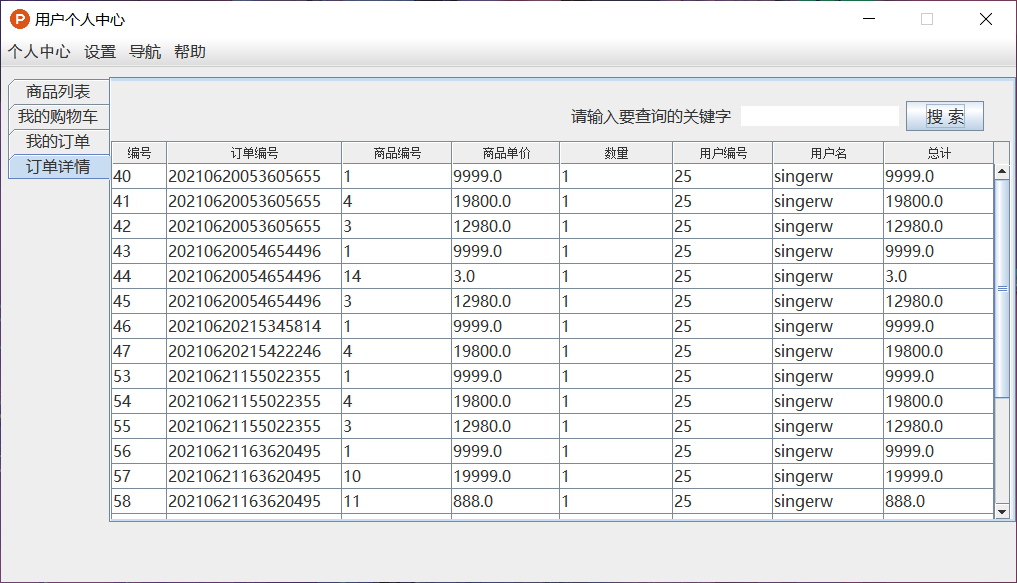 P 用户个人中心
个人中心 设置 导航 帮助
商品列表
我的购物车
我的订单
订单详情
请输入要查询的关键字 搜 索
编号 订单编号 商品编号 商品单价 数量 用户编号 用户名 总计
40 20210620053605655 1 9999.0 1 25 singerw 9999.0
41 20210620053605655 4 19800.0 1 25 singerw 19800.0
42 20210620053605655 3 12980.0 1 25 singerw 12980.0
43 20210620054654496 1 9999.0 1 25 singerw 9999.0
44 20210620054654496 14 3.0 1 25 singerw 3.0
45 20210620054654496 3 12980.0 1 25 singerw 12980.0
46 20210620215345814 1 9999.0 1 25 singerw 9999.0
47 20210620215422246 4 19800.0 1 25 singerw 19800.0
53 20210621155022355 1 9999.0 1 25 singerw 9999.0
54 20210621155022355 4 19800.0 1 25 singerw 19800.0
55 20210621155022355 3 12980.0 1 25 singerw 12980.0
56 20210621163620495 1 9999.0 1 25 singerw 9999.0
57 20210621163620495 10 19999.0 1 25 singerw 19999.0
58 20210621163620495 11 888.0 1 25 singerw 888.0